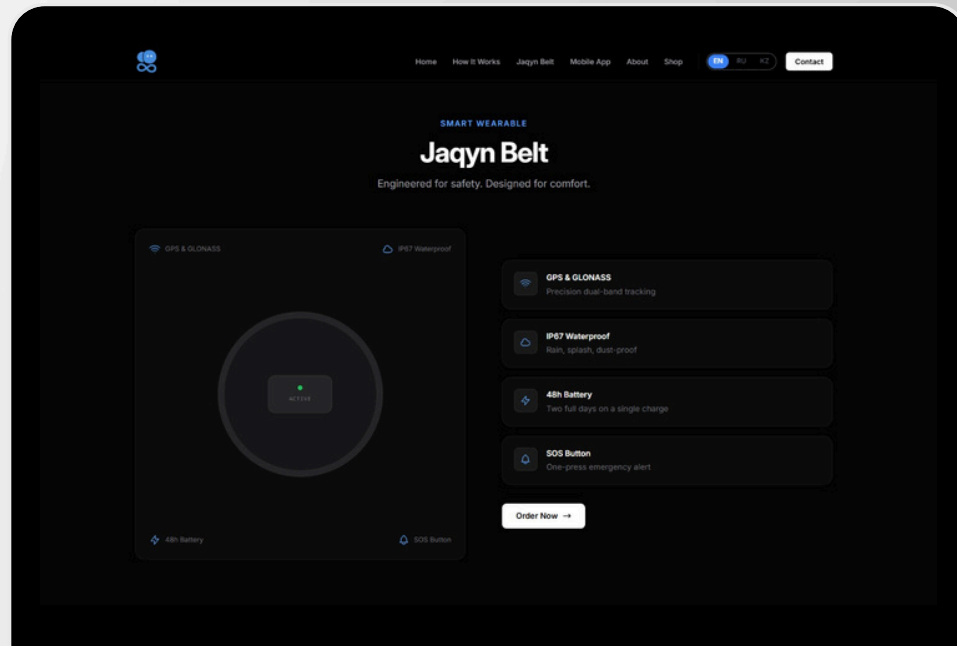 Home How It Works Jaqyn Belt Mobile App About Shop EN RU KZ Contact
SMART WEARABLE
Jaqyn Belt
Engineered for safety. Designed for comfort.
GPS & GLONASS IP67 Waterproof
ACTIVE
48h Battery SOS Button
GPS & GLONASS
Precision dual-band tracking
IP67 Waterproof
Rain, splash, dust-proof
48h Battery
Two full days on a single charge
SOS Button
One-press emergency alert
Order Now →